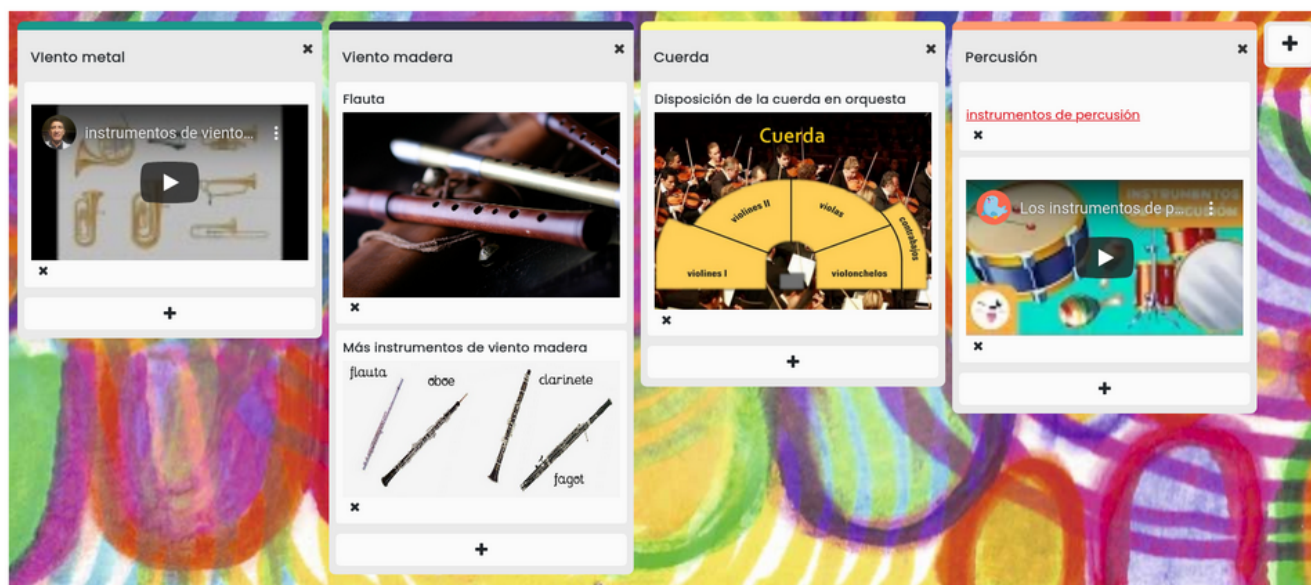 VIento metal
instrumentos de viento...
Viento madera
Flauta
Más instrumentos de viento madera
flauta
oboe
clarinete
fagot
Cuerda
Disposición de la cuerda en orquesta
Cuerda
violines II
violas
contrabajos
violines I
violonchelos
Percusión
instrumentos de percusión
Los instrumentos de p...
INSTRUMENTOS
PERCUSIÓN